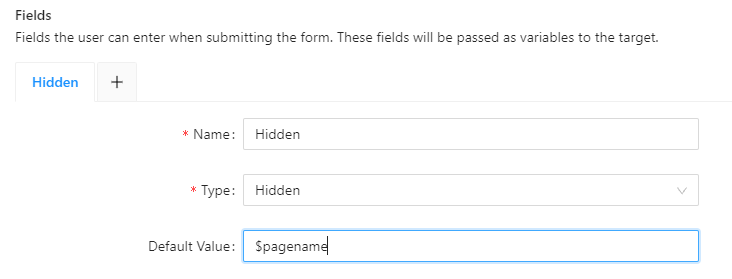 Fields
Fields the user can enter when submitting the form. These fields will be passed as variables to the target.
Hidden +
* Name: Hidden
* Type: Hidden
Default Value: $pagename